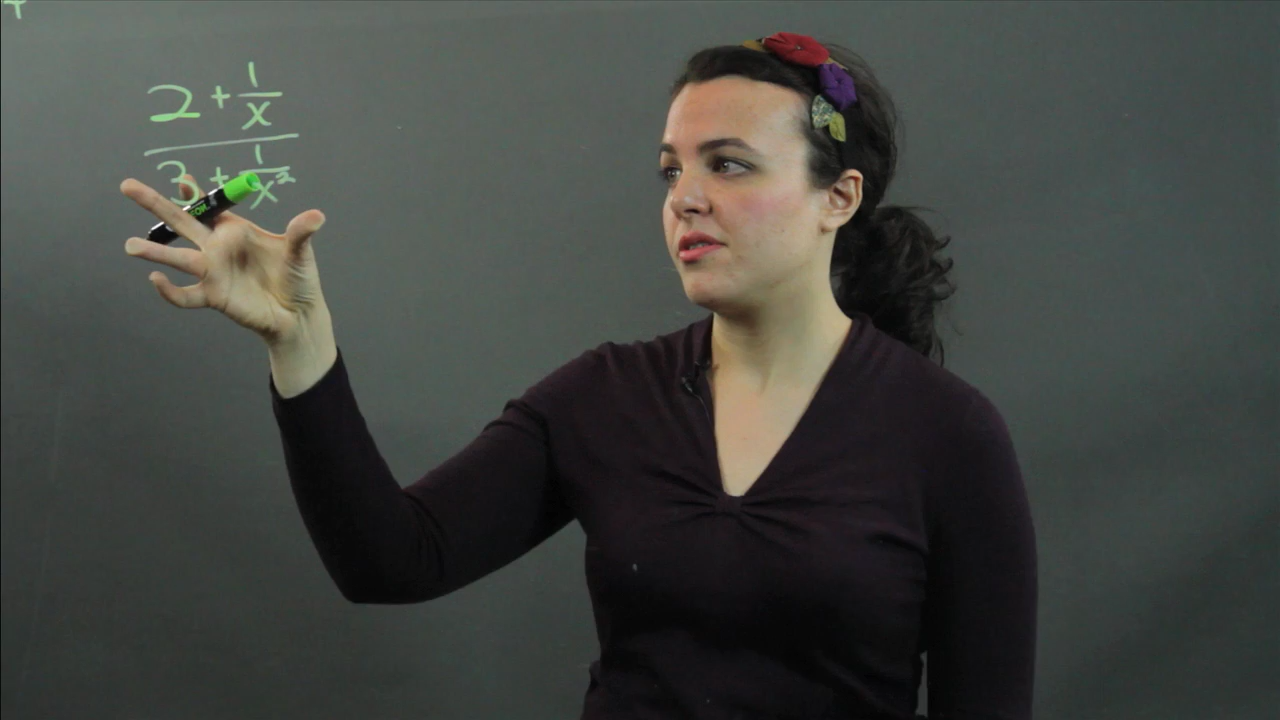 2 + 1/x
3 + 1/x²